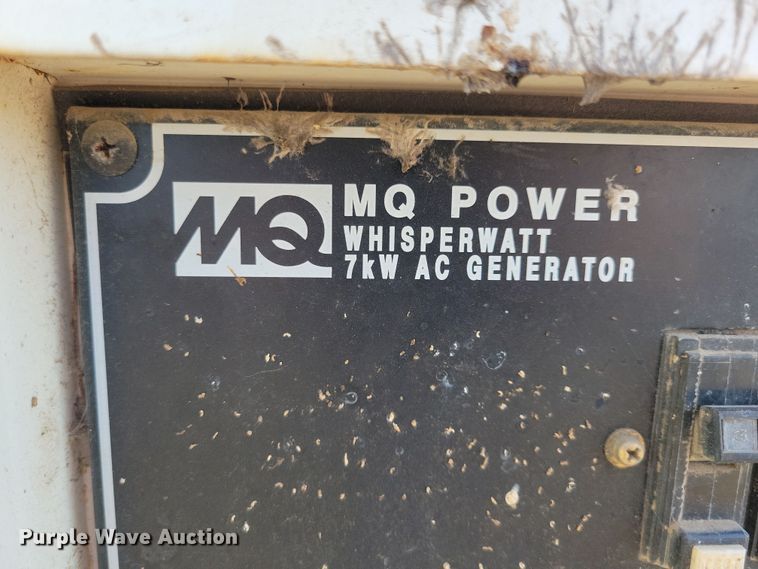 MQ
MQ POWER
WHISPERWATT
7kW AC GENERATOR
Purple Wave Auction